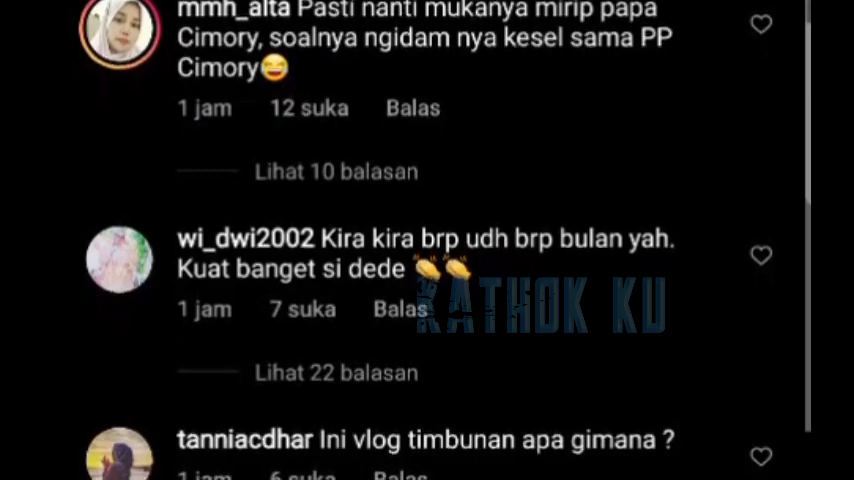 mmh_alta Pasti nanti mukanya mirip papa
Cimory, soalnya ngidam nya kesel sama PP
Cimory😂
1 jam 12 suka Balas
Lihat 10 balasan
wi_dwi2002 Kira kira brp udh brp bulan yah.
Kuat banget si dede 👏👏
1 jam 7 suka Balas
KATHOK KU
Lihat 22 balasan
tanniacdhar Ini vlog timbunan apa gimana ?
1 jam 6 suka Balas